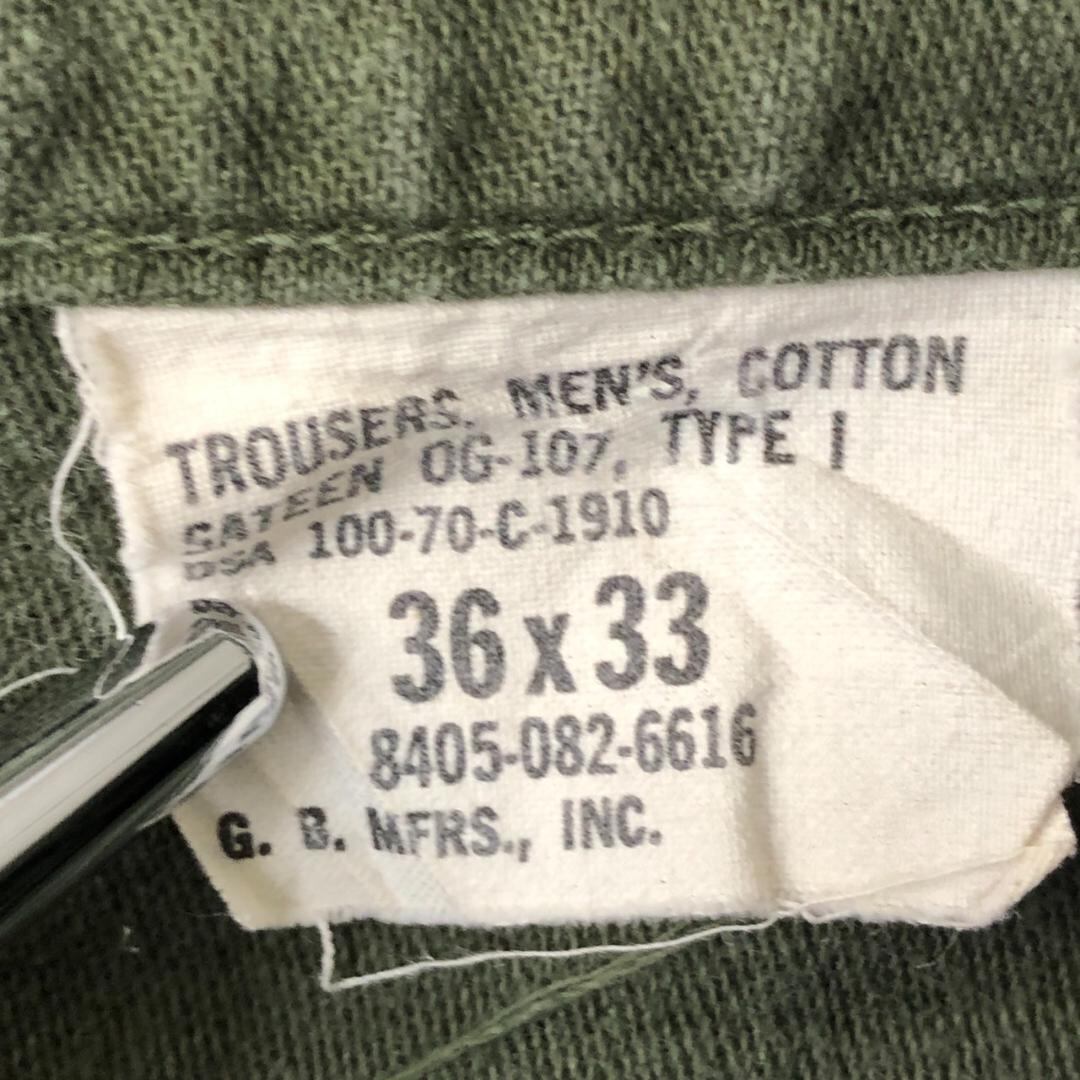 TROUSERS, MEN'S, COTTON
SATEEN OG-107, TYPE I
DSA 100-70-C-1910
36 x 33
8405-082-6616
G. B. MFRS., INC.